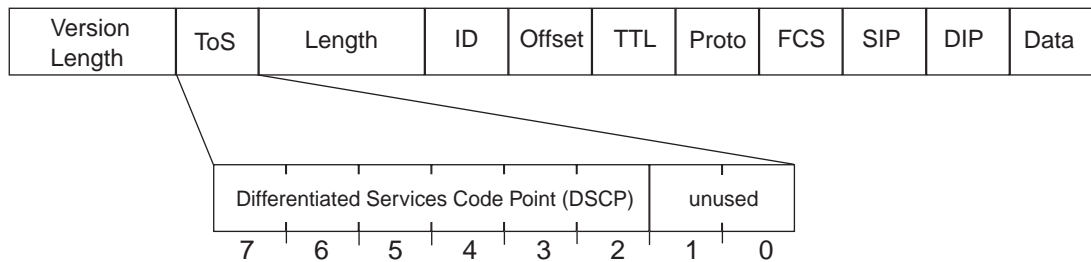 Version Length ToS Length ID Offset TTL Proto FCS SIP DIP Data
Differentiated Services Code Point (DSCP) unused
7 6 5 4 3 2 1 0